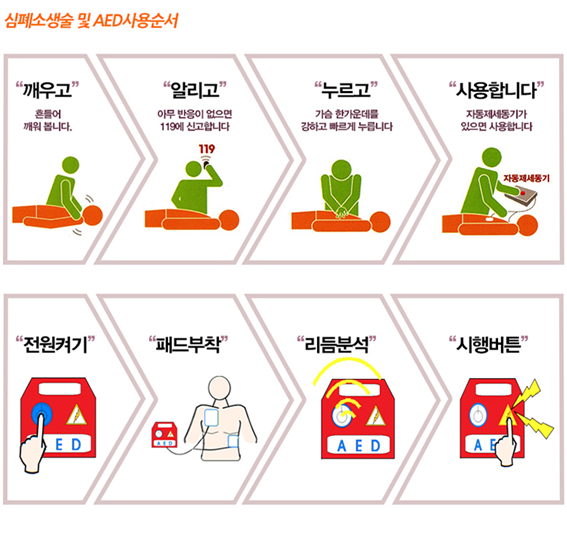 심폐소생술 및 AED사용순서
“깨우고”
흔들어
깨워 봅니다.
“알리고”
아무 반응이 없으면
119에 신고합니다
119
“누르고”
가슴 한가운데를
강하고 빠르게 누릅니다
“사용합니다”
자동제세동기가
있으면 사용합니다
자동제세동기
“전원켜기”
ED
“패드부착”
AED
“리듬분석”
AED
“시행버튼”
AE